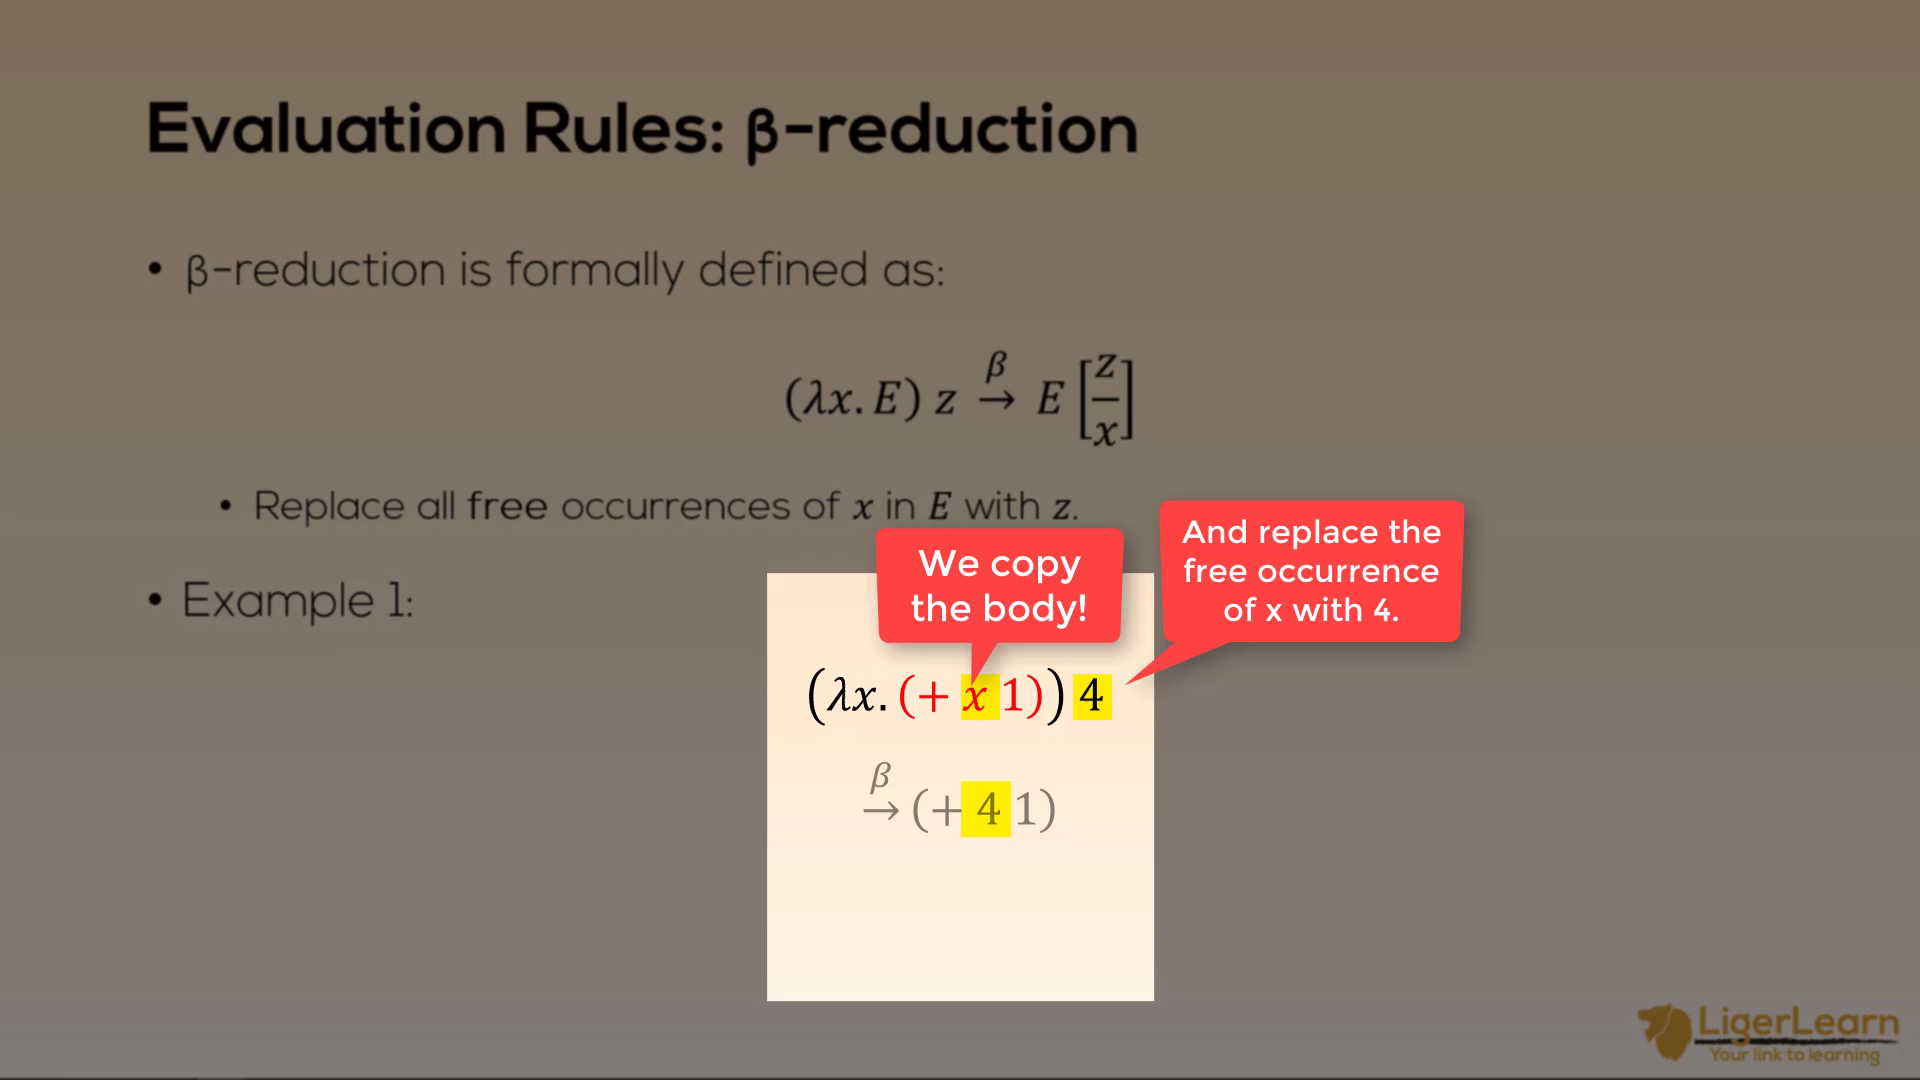 Evaluation Rules: β-reduction
• β-reduction is formally defined as:
(λx. E) z →^β E [z/x]
• Replace all free occurrences of x in E with z.
• Example 1:
We copy
the body!
And replace the
free occurrence
of x with 4.
(λx. (+ x 1)) 4
→^β (+ 4 1)
LigerLearn
Your link to learning